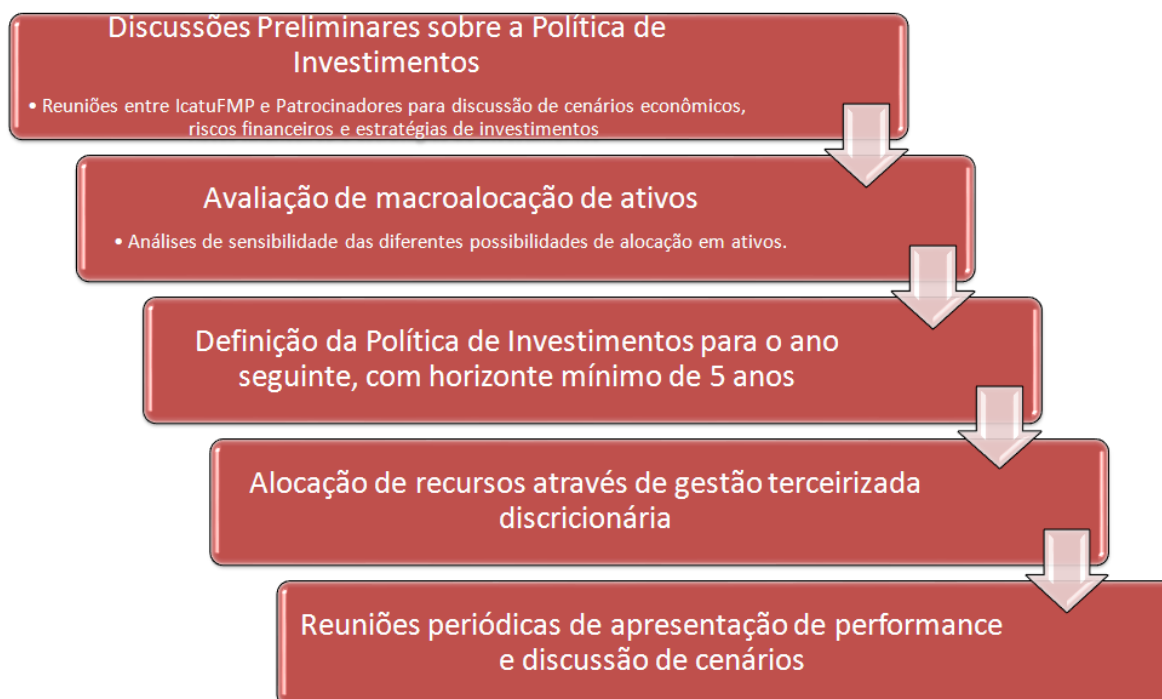 Discussões Preliminares sobre a Política de
Investimentos
• Reuniões entre IcatuFMP e Patrocinadores para discussão de cenários econômicos,
riscos financeiros e estratégias de investimentos
Avaliação de macroalocação de ativos
• Análises de sensibilidade das diferentes possibilidades de alocação em ativos.
Definição da Política de Investimentos para o ano
seguinte, com horizonte mínimo de 5 anos
Alocação de recursos através de gestão terceirizada
discricionária
Reuniões periódicas de apresentação de performance
e discussão de cenários